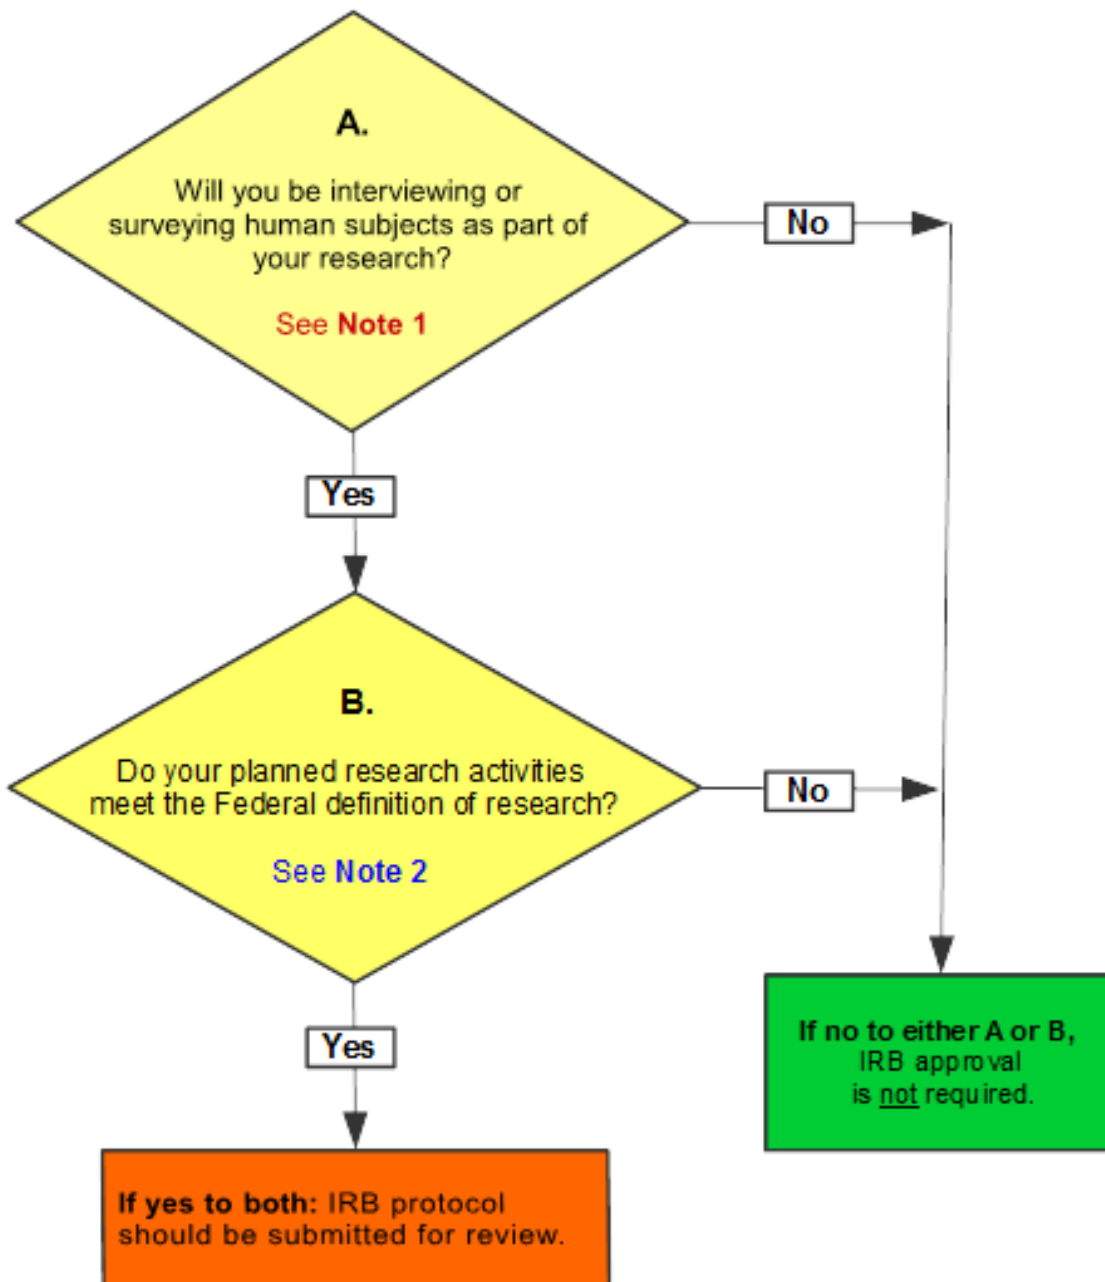 A.
Will you be interviewing or
surveying human subjects as part of
your research?
See Note 1
No
Yes
B.
Do your planned research activities
meet the Federal definition of research?
See Note 2
No
Yes
If no to either A or B,
IRB approval
is not required.
If yes to both: IRB protocol
should be submitted for review.